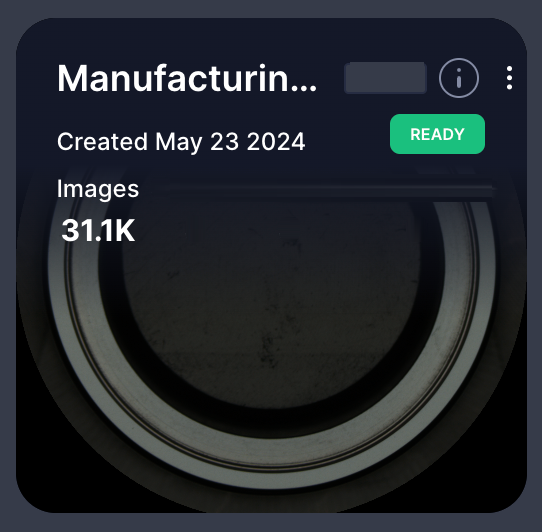 Manufacturin...
Created May 23 2024
READY
Images
31.1K